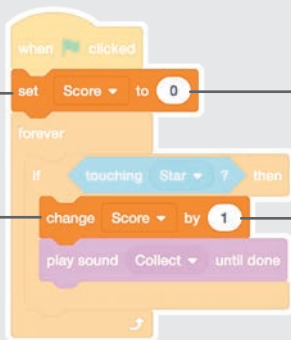 when clicked
set Score to 0
forever
if touching Star ? then
change Score by 1
play sound Collect until done